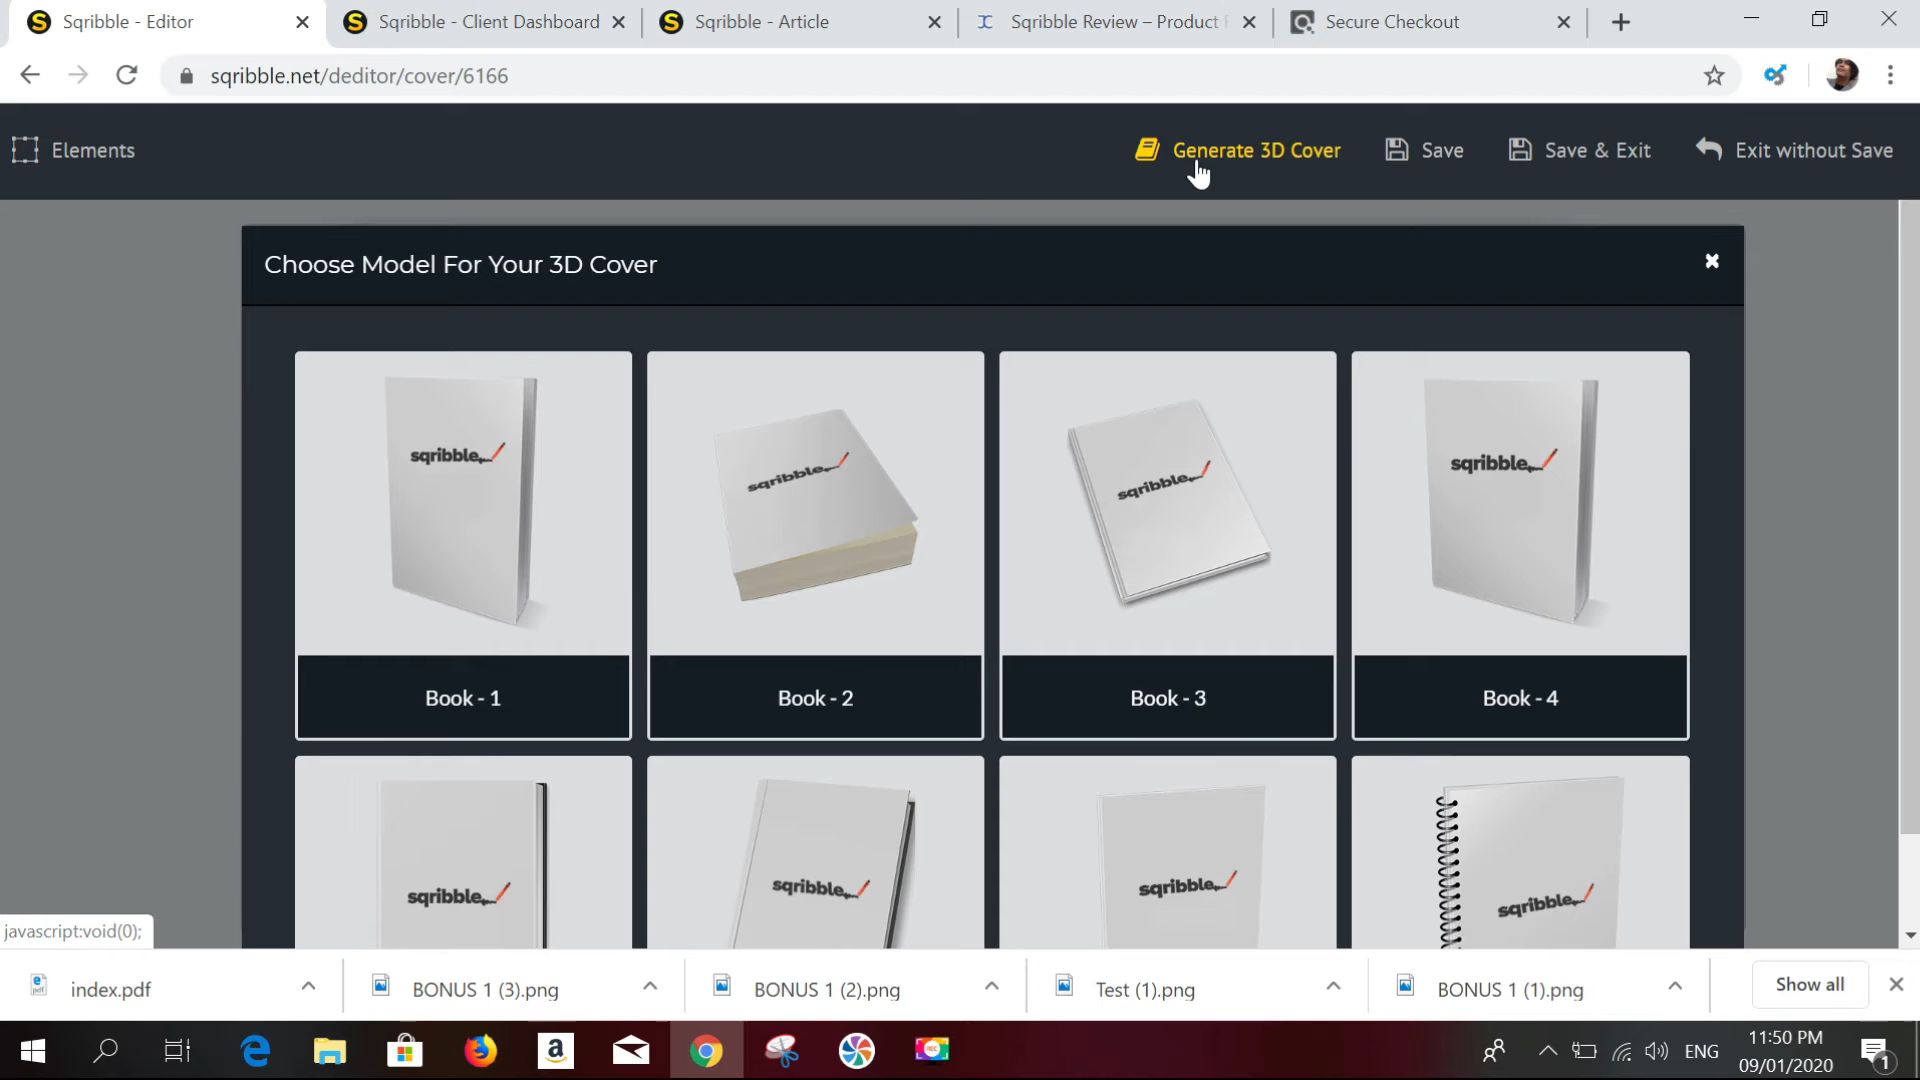 Sqribble - Editor
Sqribble - Client Dashboard
Sqribble - Article
Sqribble Review – Product
Secure Checkout
sqribble.net/deditor/cover/6166
Elements
Generate 3D Cover
Save
Save & Exit
Exit without Save
Choose Model For Your 3D Cover
sqribble
sqribble
sqribble
sqribble
Book - 1
Book - 2
Book - 3
Book - 4
sqribble
sqribble
sqribble
sqribble
javascript:void(0);
index.pdf
BONUS 1 (3).png
BONUS 1 (2).png
Test (1).png
BONUS 1 (1).png
Show all
ENG
11:50 PM
09/01/2020
1